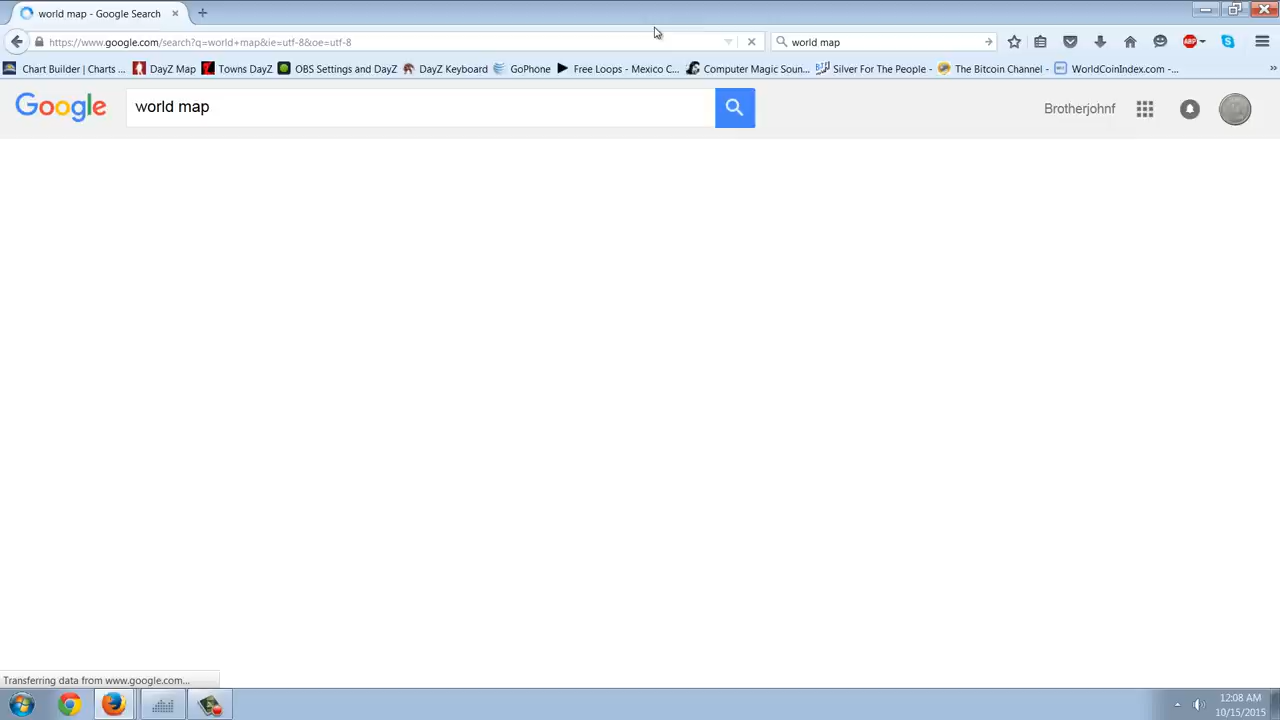 world map - Google Search
https://www.google.com/search?q=world+map&ie=utf-8&oe=utf-8
world map
ABP
Chart Builder | Charts ...
DayZ Map
Towns DayZ
OBS Settings and DayZ
DayZ Keyboard
GoPhone
Free Loops - Mexico C...
Computer Magic Soun...
Silver For The People -
The Bitcoin Channel -
WorldCoinIndex.com -...
Google
world map
Brotherjohnf
Transferring data from www.google.com...
12:08 AM
10/15/2015